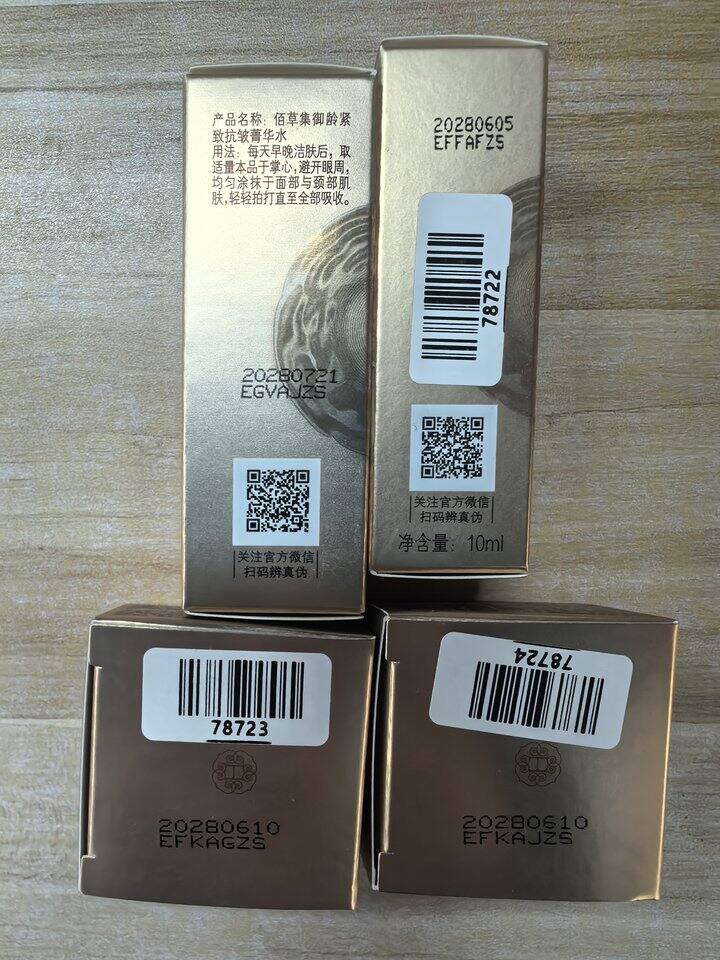 产品名称：佰草集御龄紧
致抗皱菁华水
用法：每天早晚洁肤后，取
适量本品于掌心，避开眼周，
均匀涂抹于面部与颈部肌
肤，轻轻拍打直至全部吸收。
20280721
EGVAJZS
关注官方微信
扫码辨真伪
20280605
EFFAFZS
78722
关注官方微信
扫码辨真伪
净含量：10ml
78723
20280610
EFKAGZS
78724
20280610
EFKAJZS